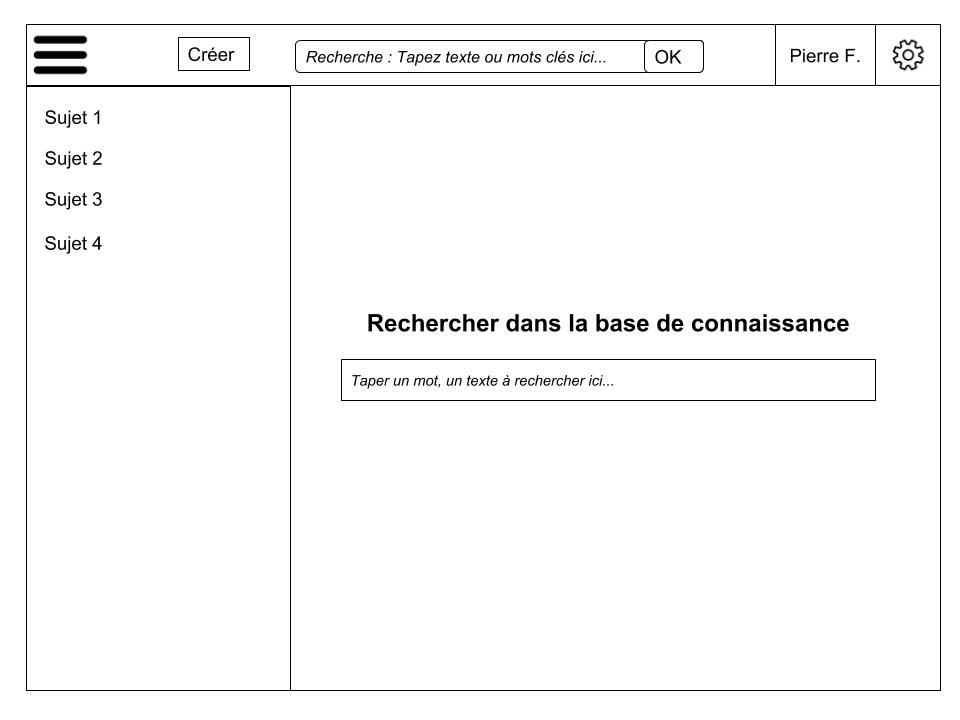 Créer
Recherche : Tapez texte ou mots clés ici...
OK
Pierre F.
Sujet 1
Sujet 2
Sujet 3
Sujet 4
Rechercher dans la base de connaissance
Taper un mot, un texte à rechercher ici...